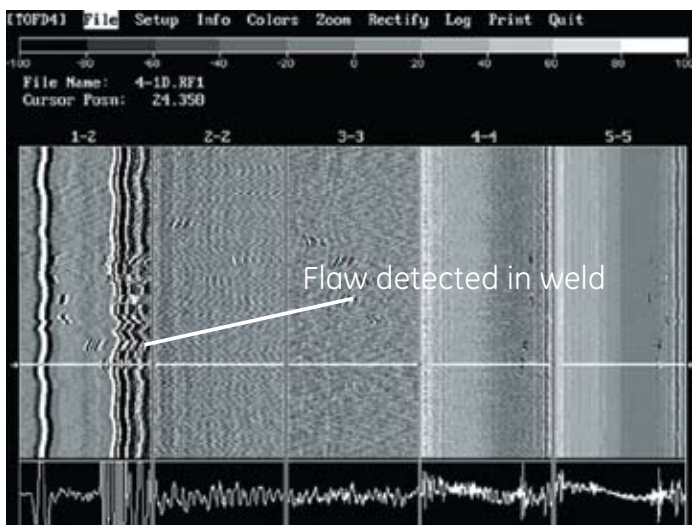 [TOFD4] File Setup Info Colors Zoom Rectify Log Print Quit
-100 -80 -60 -40 -20 0 20 40 60 80 100
File Name: 4-1D.RF1
Cursor Posn: 24.350
1-2 2-2 3-3 4-4 5-5
Flaw detected in weld